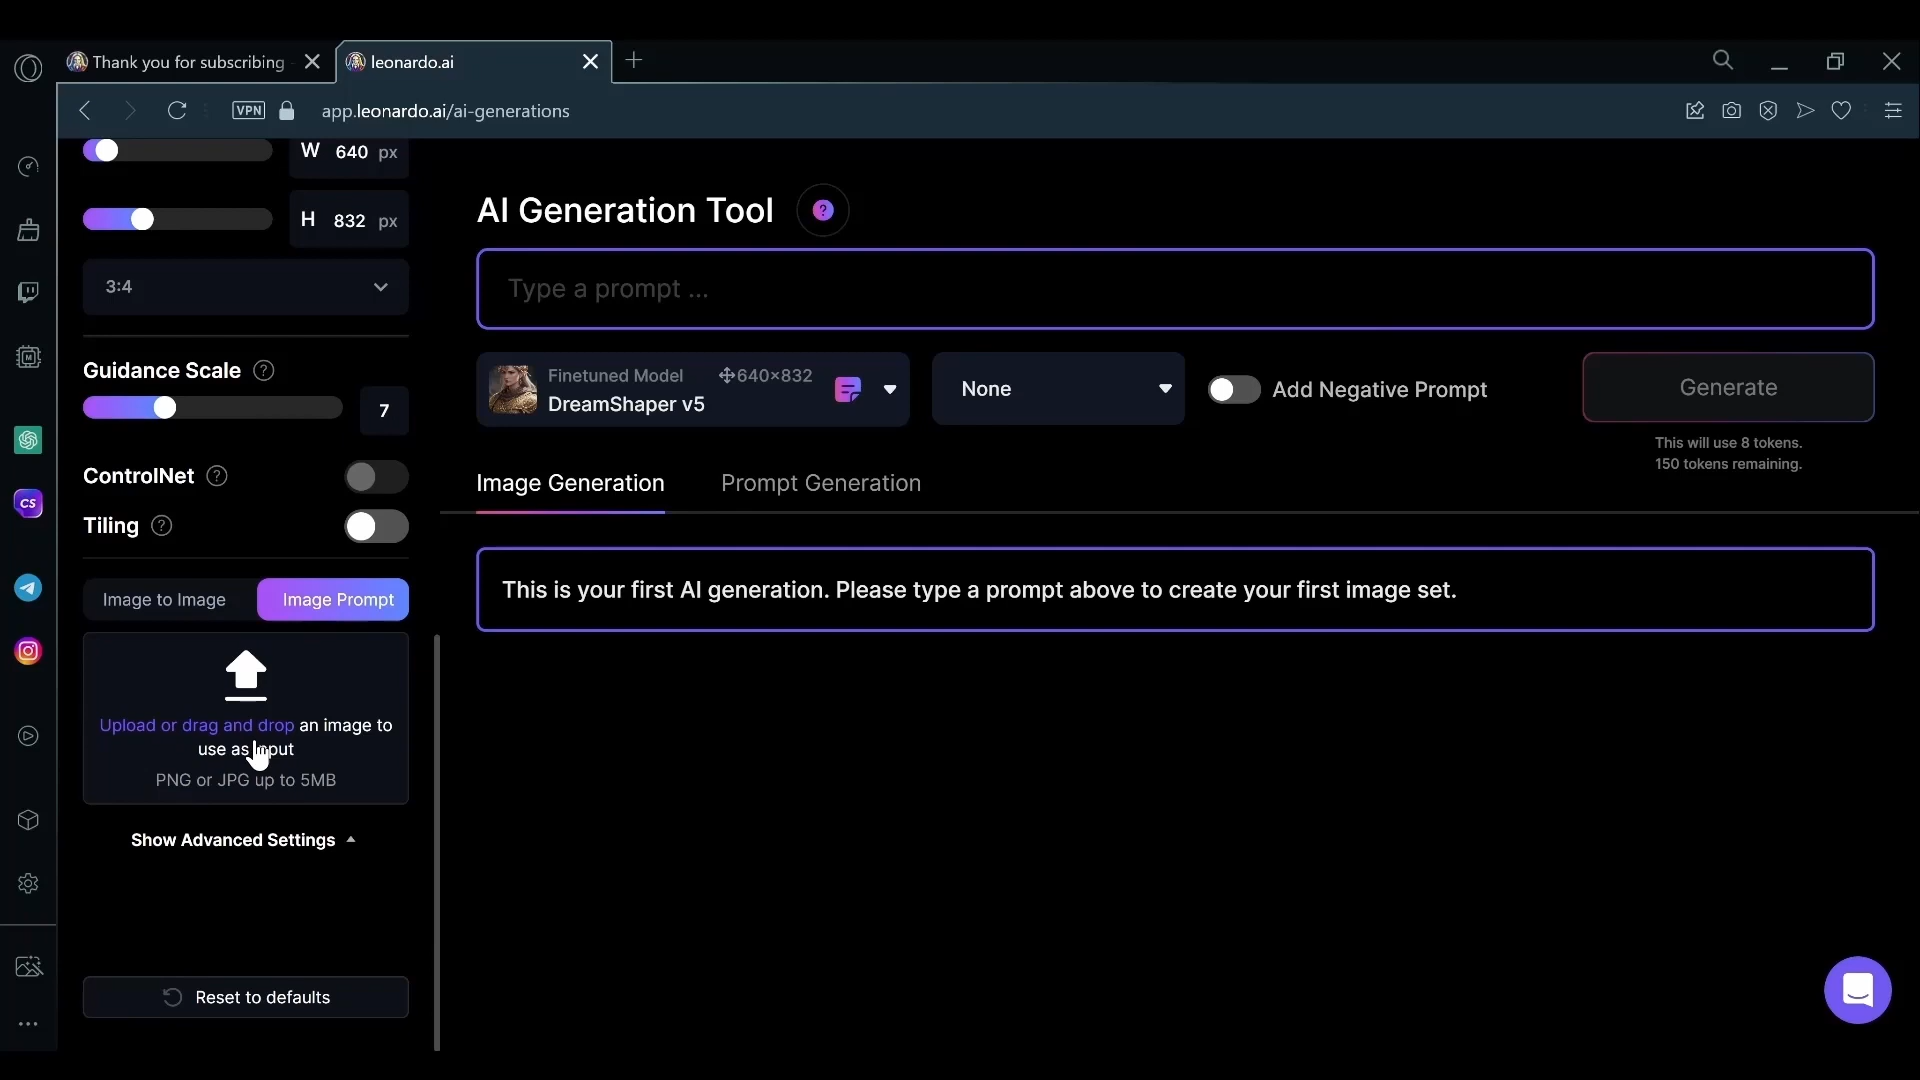 Thank you for subscribing
leonardo.ai
VPN
app.leonardo.ai/ai-generations
W 640 px
H 832 px
3:4
Guidance Scale ?
7
ControlNet ?
Tiling ?
Image to Image
Image Prompt
Upload or drag and drop an image to
use as input
PNG or JPG up to 5MB
Show Advanced Settings
Reset to defaults
AI Generation Tool ?
Type a prompt ...
Finetuned Model
640×832
DreamShaper v5
None
Add Negative Prompt
Generate
This will use 8 tokens.
150 tokens remaining.
Image Generation
Prompt Generation
This is your first AI generation. Please type a prompt above to create your first image set.
CS
M